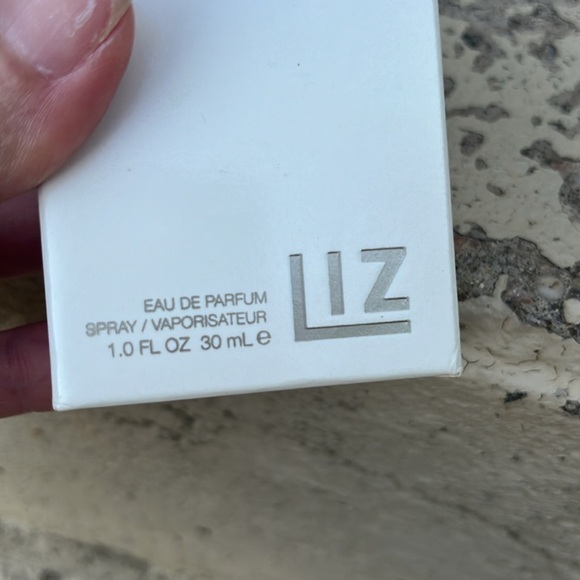 EAU DE PARFUM
SPRAY / VAPORISATEUR
1.0 FL OZ 30 mL ℮
LIZ